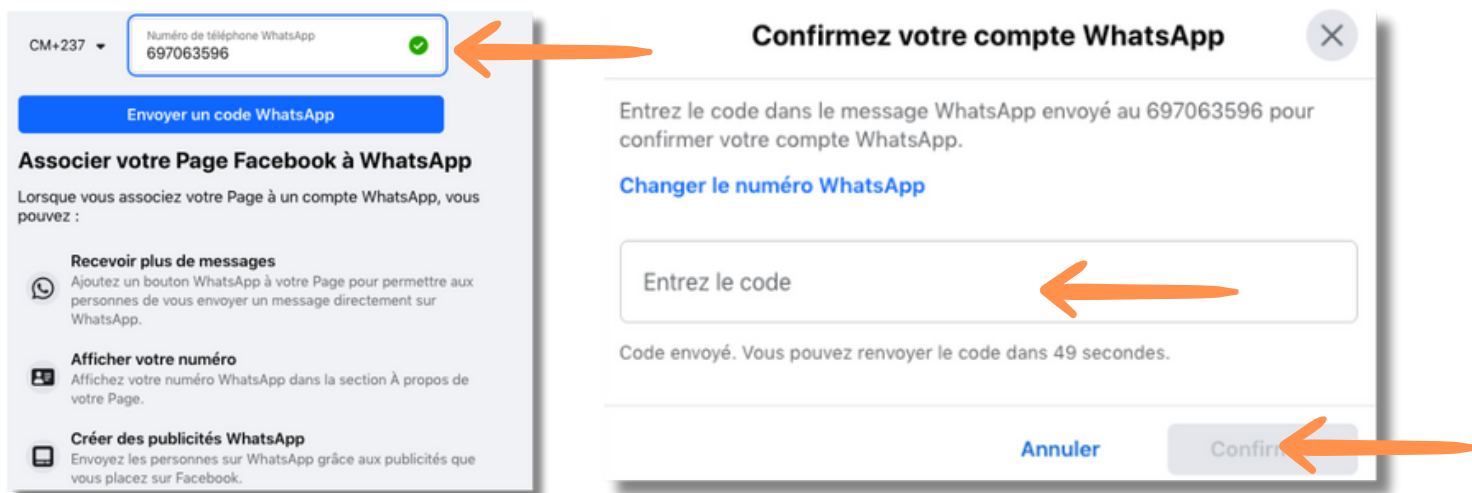 CM+237
Numéro de téléphone WhatsApp
697063596
Envoyer un code WhatsApp
Associer votre Page Facebook à WhatsApp
Lorsque vous associez votre Page à un compte WhatsApp, vous
pouvez :
Recevoir plus de messages
Ajoutez un bouton WhatsApp à votre Page pour permettre aux
personnes de vous envoyer un message directement sur
WhatsApp.
Afficher votre numéro
Affichez votre numéro WhatsApp dans la section À propos de
votre Page.
Créer des publicités WhatsApp
Envoyez les personnes sur WhatsApp grâce aux publicités que
vous placez sur Facebook.
Confirmez votre compte WhatsApp
Entrez le code dans le message WhatsApp envoyé au 697063596 pour
confirmer votre compte WhatsApp.
Changer le numéro WhatsApp
Entrez le code
Code envoyé. Vous pouvez renvoyer le code dans 49 secondes.
Annuler